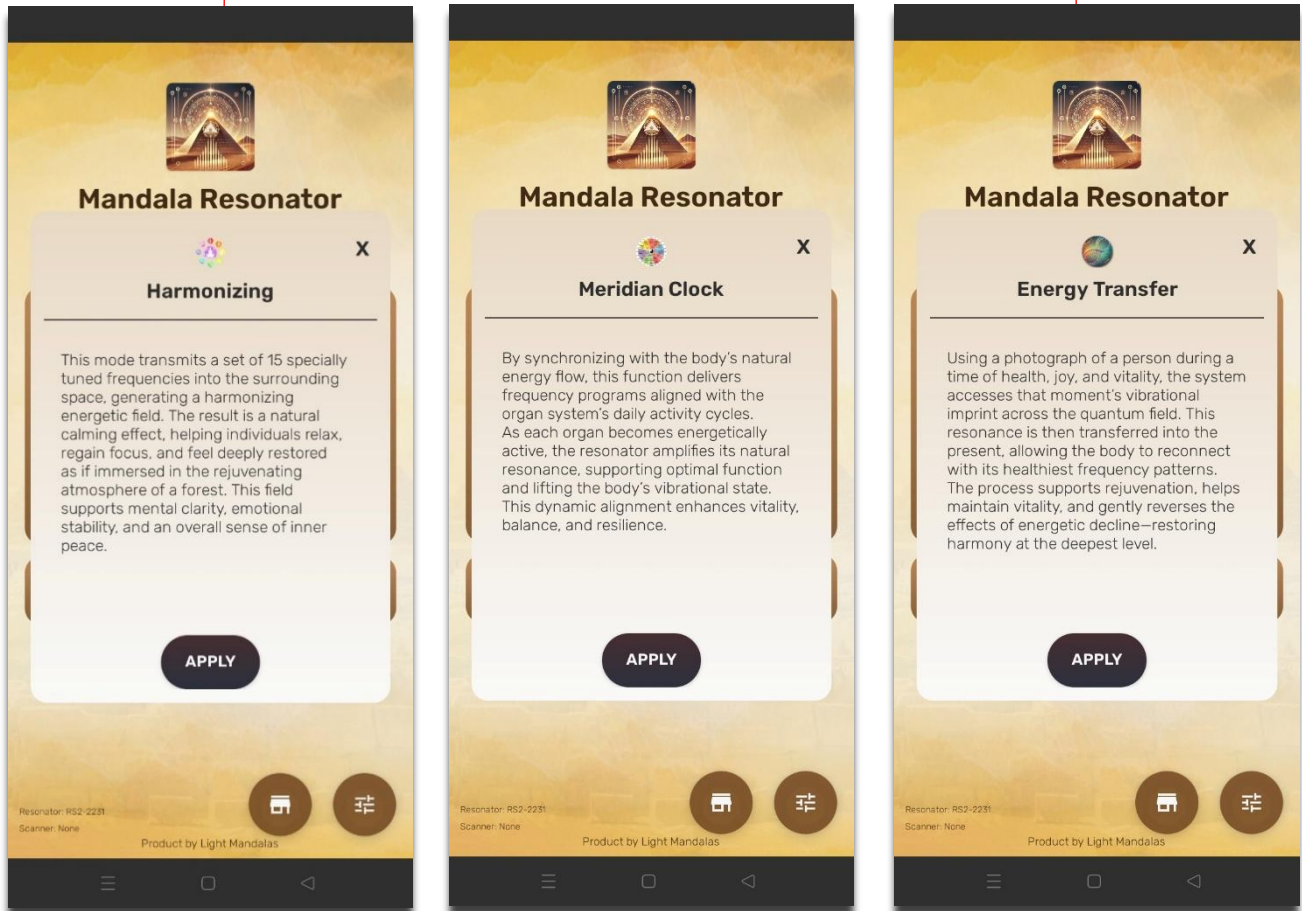 Mandala Resonator
X
Harmonizing
This mode transmits a set of 15 specially
tuned frequencies into the surrounding
space, generating a harmonizing
energetic field. The result is a natural
calming effect, helping individuals relax,
regain focus, and feel deeply restored
as if immersed in the rejuvenating
atmosphere of a forest. This field
supports mental clarity, emotional
stability, and an overall sense of inner
peace.
APPLY
Resonator: RS2-2231
Scanner: None
Product by Light Mandalas
Mandala Resonator
X
Meridian Clock
By synchronizing with the body's natural
energy flow, this function delivers
frequency programs aligned with the
organ system's daily activity cycles.
As each organ becomes energetically
active, the resonator amplifies its natural
resonance, supporting optimal function
and lifting the body's vibrational state.
This dynamic alignment enhances vitality,
balance, and resilience.
APPLY
Resonator: RS2-2231
Scanner: None
Product by Light Mandalas
Mandala Resonator
X
Energy Transfer
Using a photograph of a person during a
time of health, joy, and vitality, the system
accesses that moment's vibrational
imprint across the quantum field. This
resonance is then transferred into the
present, allowing the body to reconnect
with its healthiest frequency patterns.
The process supports rejuvenation, helps
maintain vitality, and gently reverses the
effects of energetic decline—restoring
harmony at the deepest level.
APPLY
Resonator: RS2-2231
Scanner: None
Product by Light Mandalas